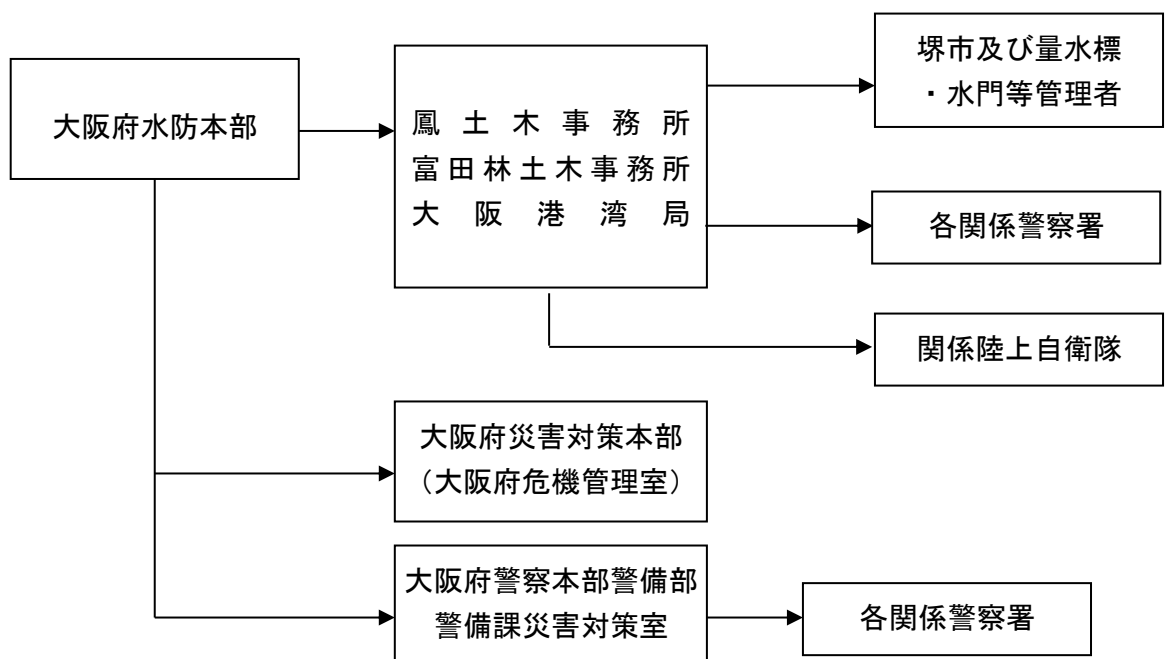 大阪府水防本部
鳳土木事務所
富田林土木事務所
大阪港湾局
堺市及び量水標
・水門等管理者
各関係警察署
関係陸上自衛隊
大阪府災害対策本部
（大阪府危機管理室）
大阪府警察本部警備部
警備課災害対策室
各関係警察署